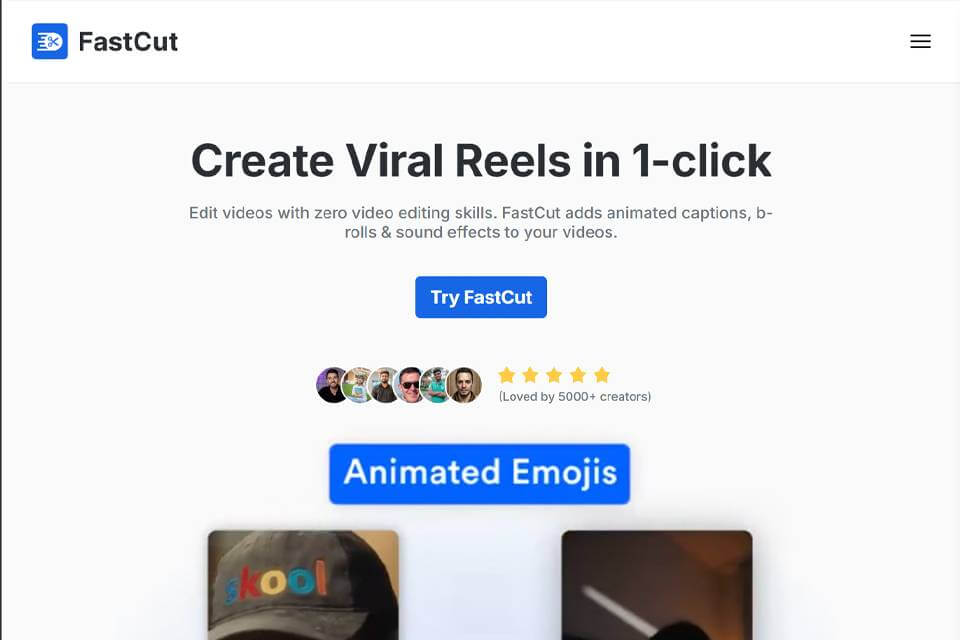 FastCut
Create Viral Reels in 1-click
Edit videos with zero video editing skills. FastCut adds animated captions, b-
rolls & sound effects to your videos.
Try FastCut
(Loved by 5000+ creators)
Animated Emojis
skool